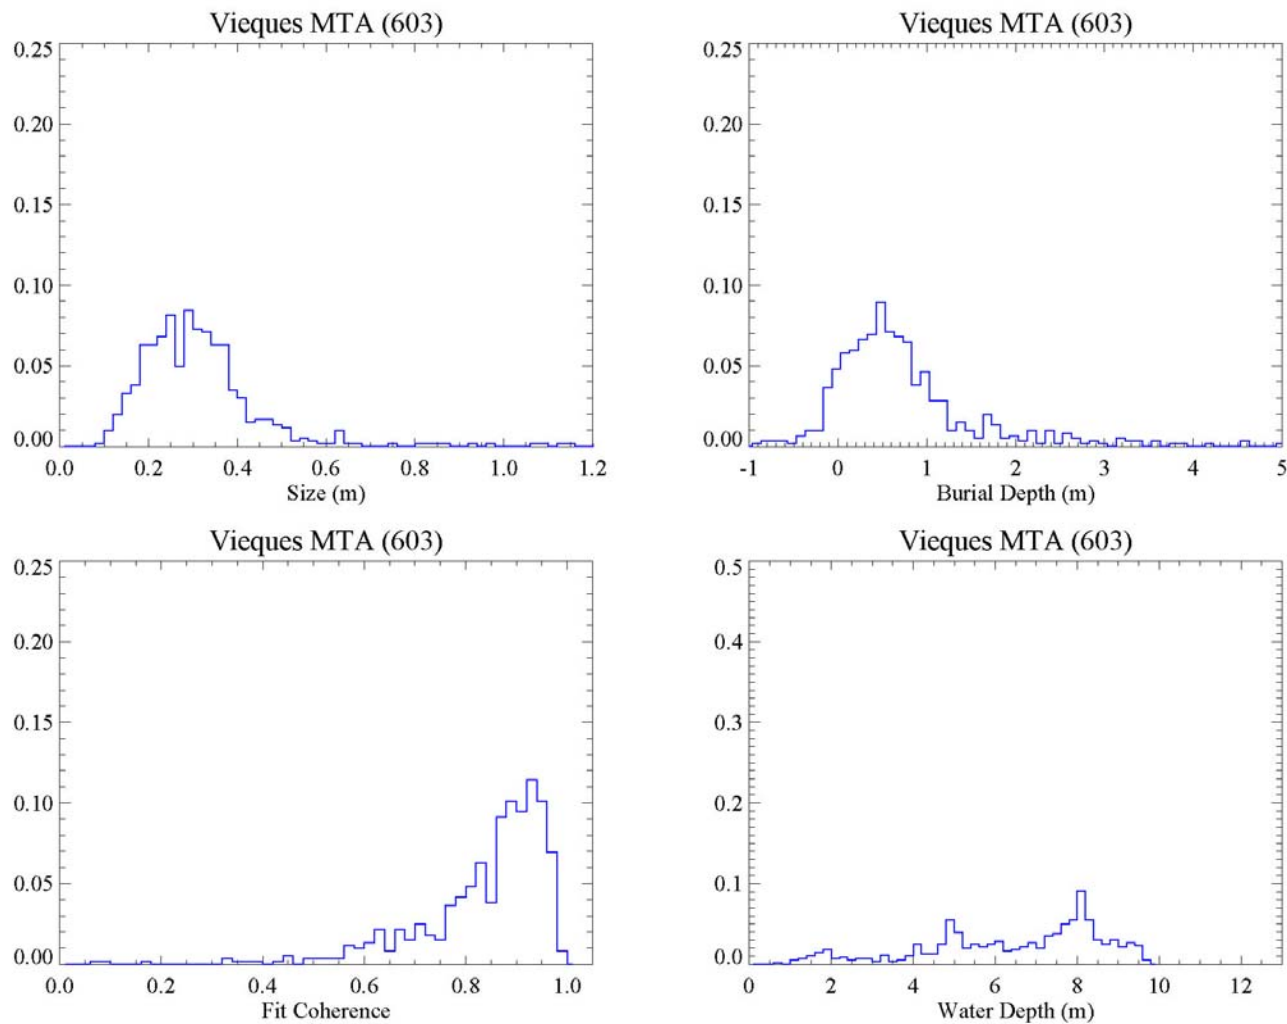 Vieques MTA (603)
0.25
0.20
0.15
0.10
0.05
0.00
0.0 0.2 0.4 0.6 0.8 1.0 1.2
Size (m)
Vieques MTA (603)
0.25
0.20
0.15
0.10
0.05
0.00
-1 0 1 2 3 4 5
Burial Depth (m)
Vieques MTA (603)
0.25
0.20
0.15
0.10
0.05
0.00
0.0 0.2 0.4 0.6 0.8 1.0
Fit Coherence
Vieques MTA (603)
0.5
0.4
0.3
0.2
0.1
0.0
0 2 4 6 8 10 12
Water Depth (m)